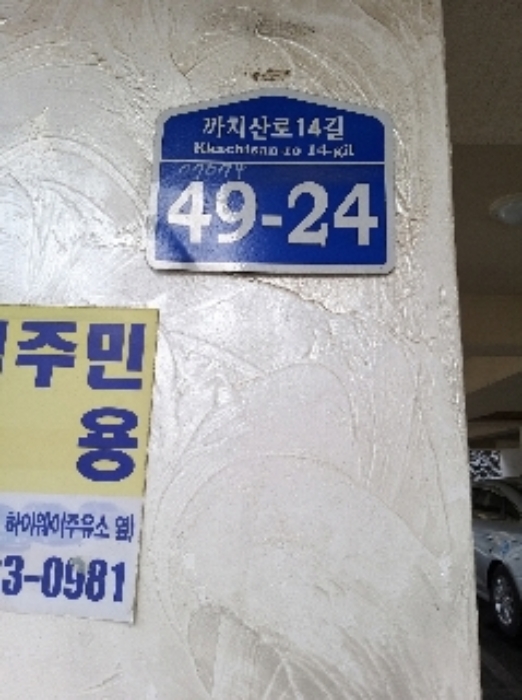 까치산로14길
Kkachisan-ro 14-gil
07674
49-24
주민
용
하이웨이주유소 옆)
3-0981